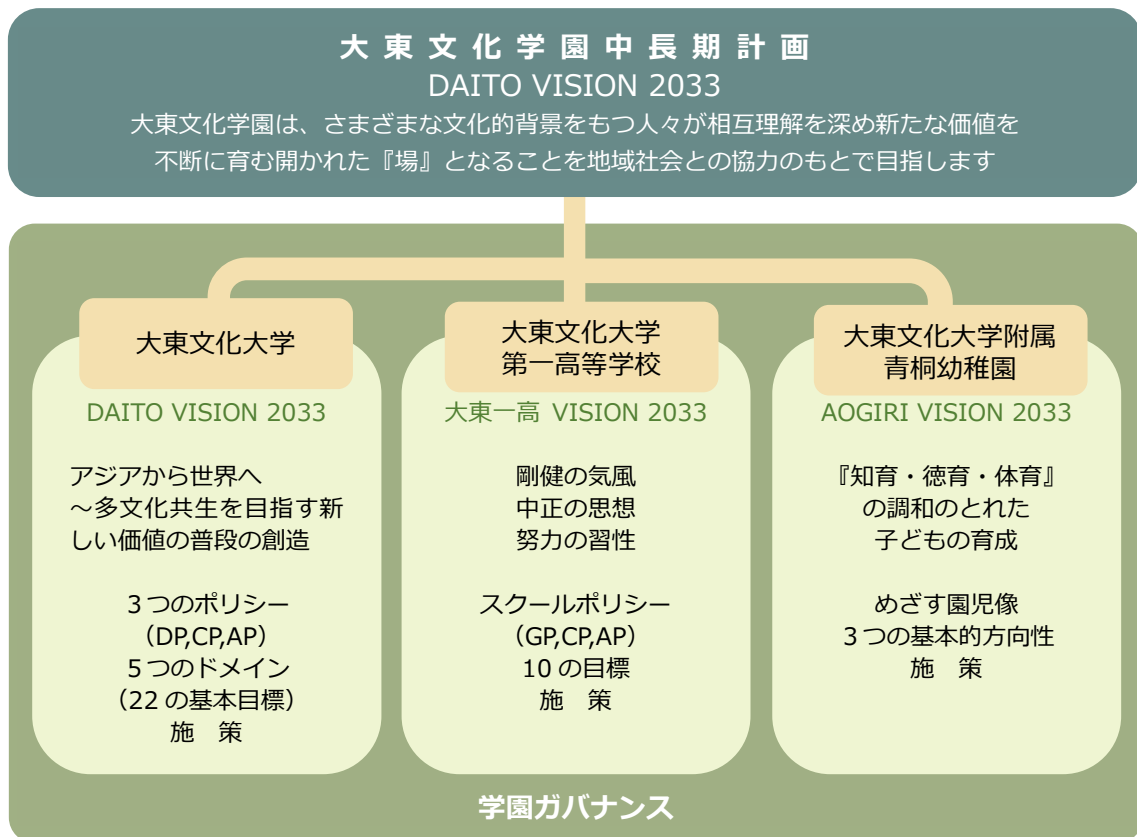 大東文化学園中長期計画
DAITO VISION 2033
大東文化学園は、さまざまな文化的背景をもつ人々が相互理解を深め新たな価値を
不断に育む開かれた『場』となることを地域社会との協力のもとで目指します
大東文化大学
DAITO VISION 2033
アジアから世界へ
～多文化共生を目指す新
しい価値の普段の創造
3つのポリシー
（DP,CP,AP）
5つのドメイン
（22の基本目標）
施　策
大東文化大学
第一高等学校
大東一高 VISION 2033
剛健の気風
中正の思想
努力の習性
スクールポリシー
（GP,CP,AP）
10の目標
施　策
大東文化大学附属
青桐幼稚園
AOGIRI VISION 2033
『知育・徳育・体育』
の調和のとれた
子どもの育成
めざす園児像
3つの基本的方向性
施　策
学園ガバナンス